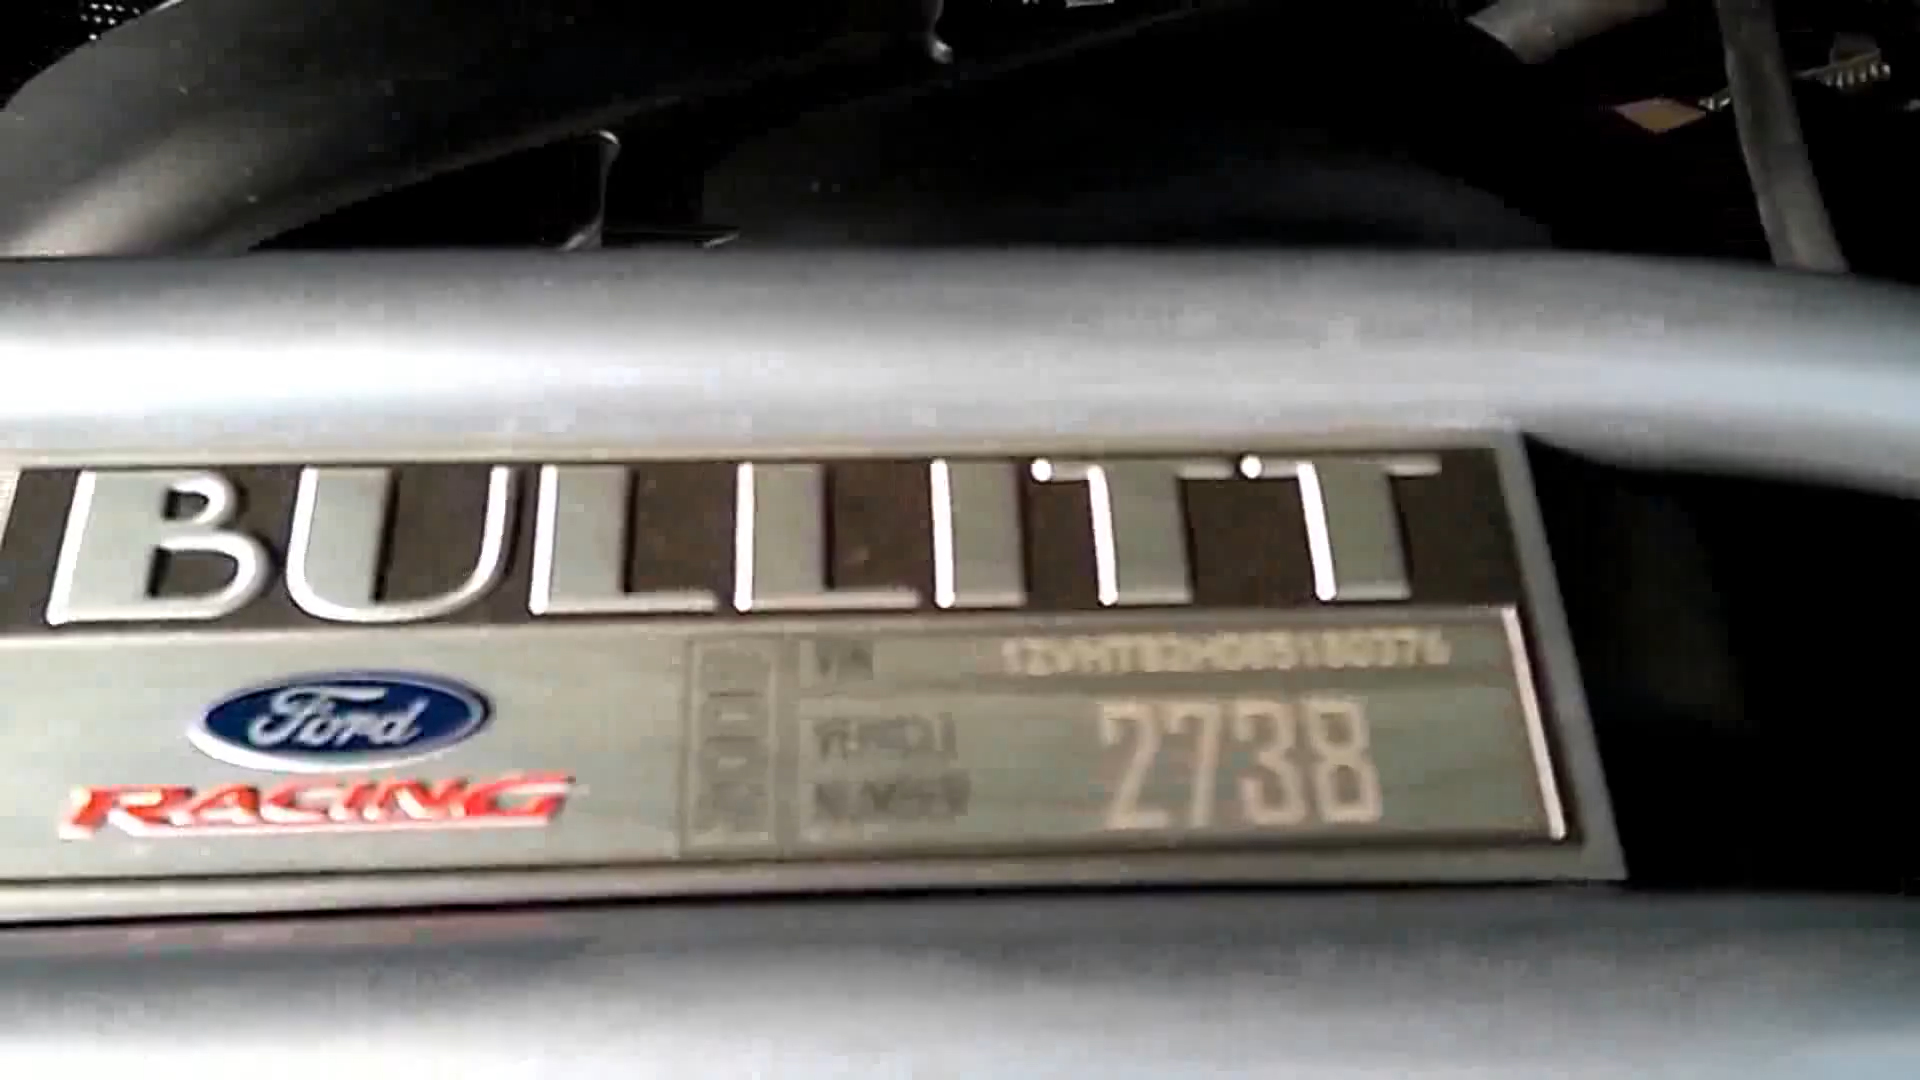 BULLITT
Ford
RACING
VIN
VEHICLE
NUMBER
2738